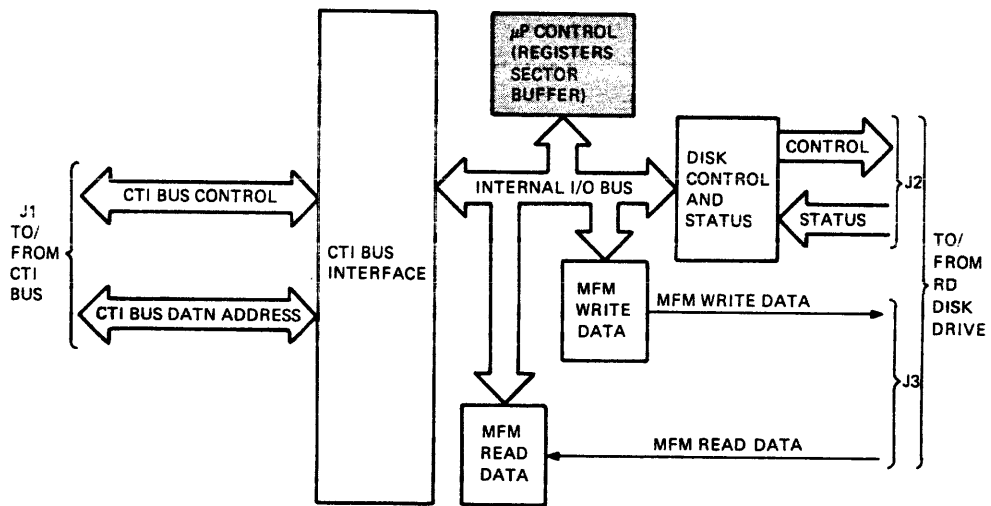 μP CONTROL
(REGISTERS
SECTOR
BUFFER)
J1
TO/
FROM
CTI
BUS
CTI BUS CONTROL
CTI BUS DATN ADDRESS
CTI BUS
INTERFACE
INTERNAL I/O BUS
DISK
CONTROL
AND
STATUS
CONTROL
STATUS
J2
MFM
WRITE
DATA
MFM WRITE DATA
MFM
READ
DATA
MFM READ DATA
J3
TO/
FROM
RD
DISK
DRIVE